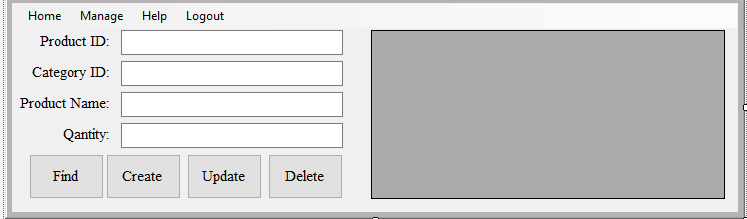 Home Manage Help Logout
Product ID:
Category ID:
Product Name:
Qantity:
Find Create Update Delete